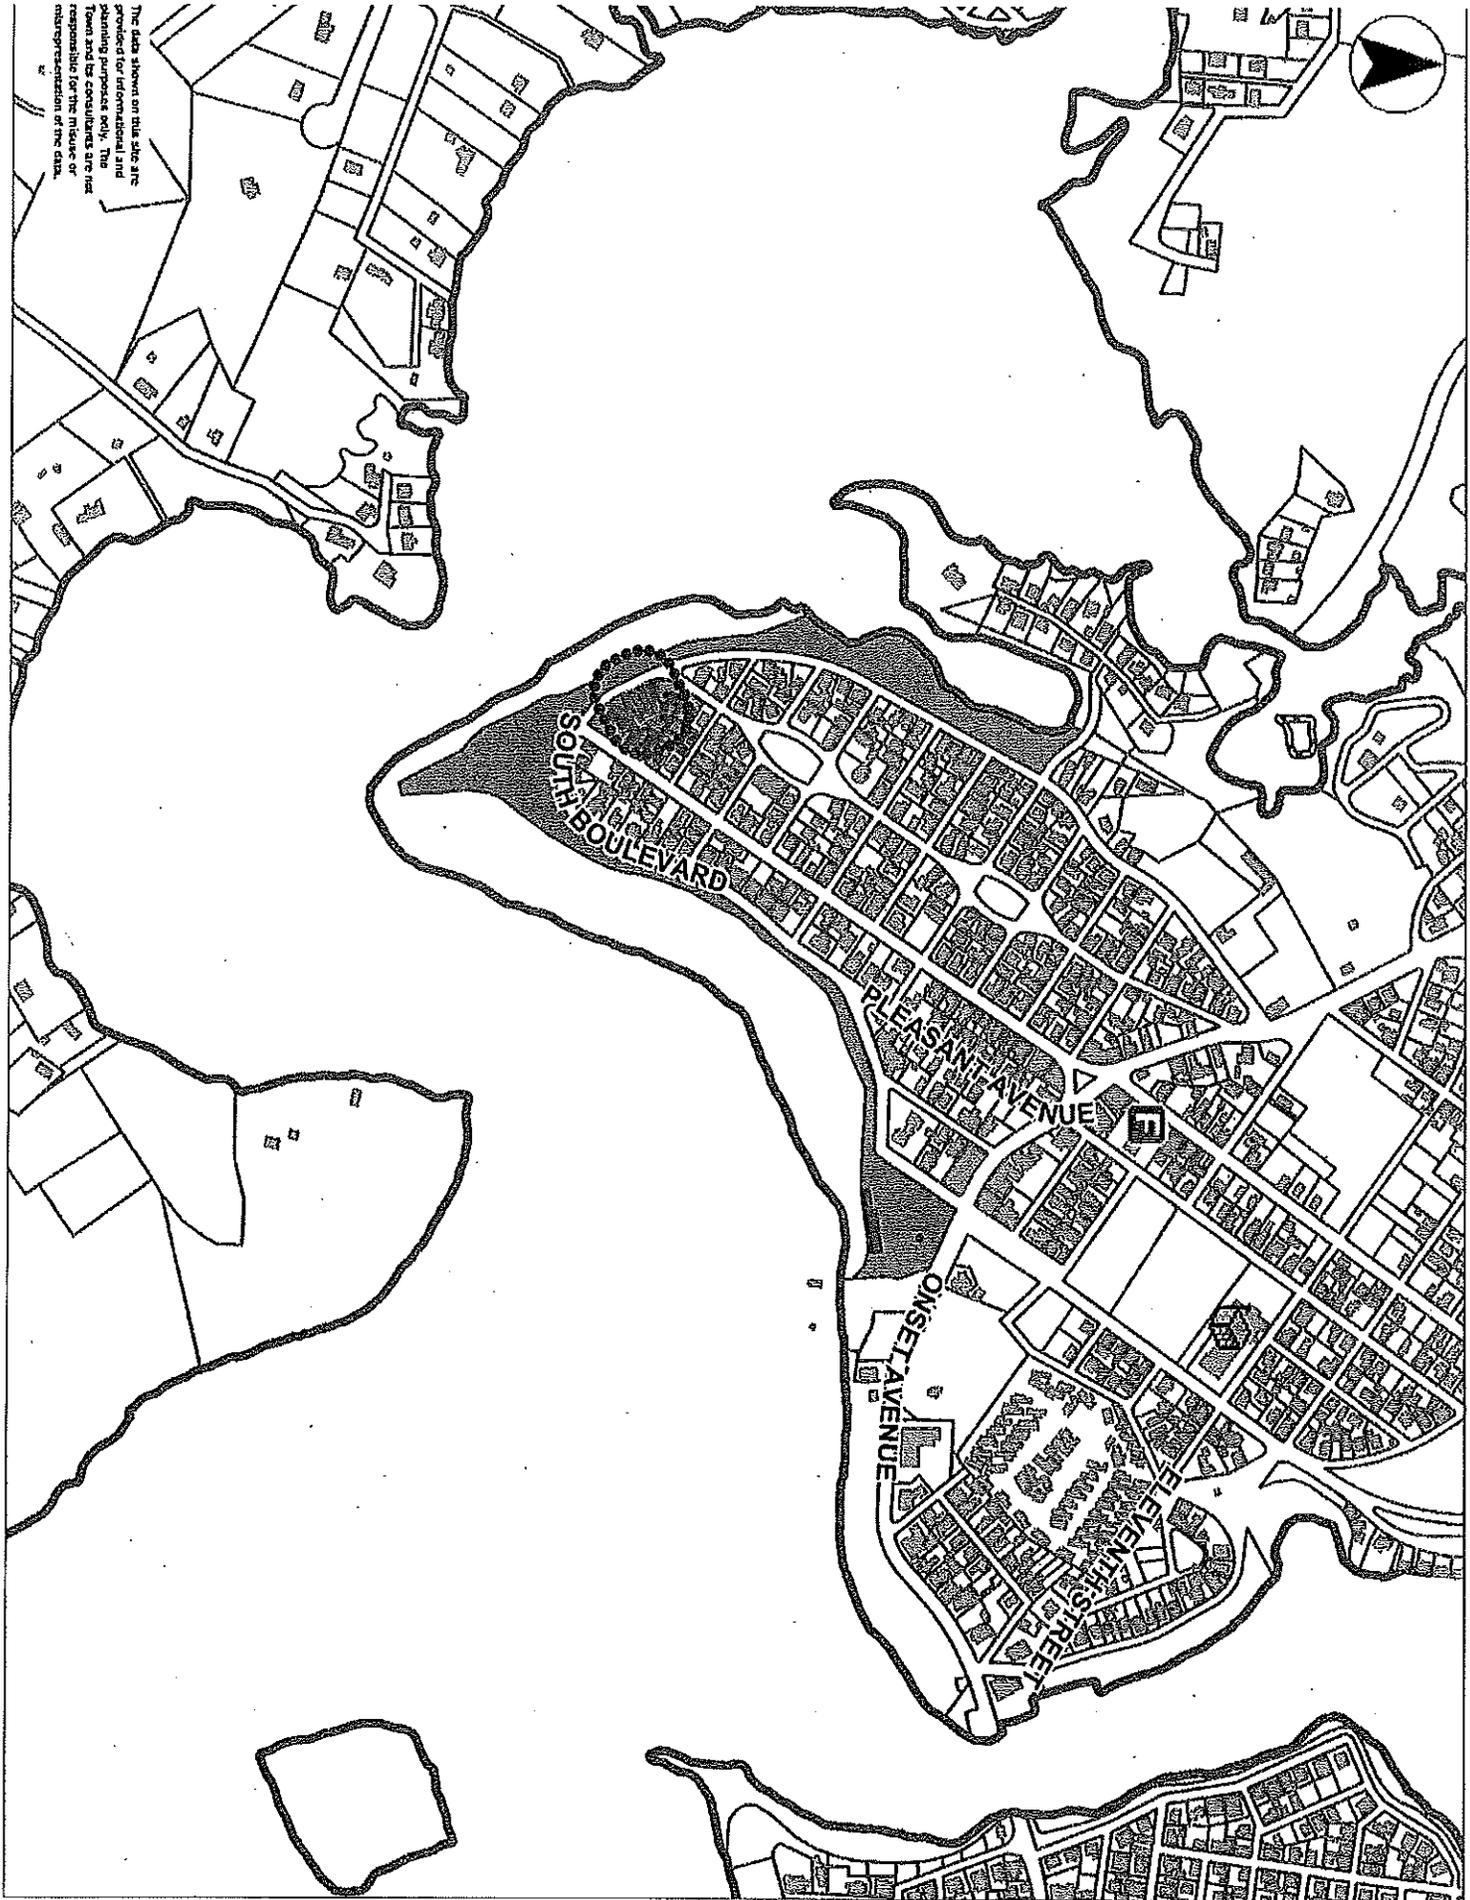 The data shown on this site are
provided for informational and
planning purposes only. The
Town and its consultants are not
responsible for the misuse or
misrepresentation of the data.
SOUTH BOULEVARD
PLEASANT AVENUE
F
ONSET AVENUE
ELEVENTH STREET